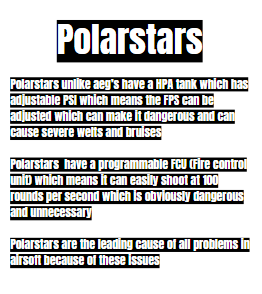 Polarstars
Polarstars unlike aeg's have a HPA tank which has
adjustable PSI which means the FPS can be
adjusted which can make it dangerous and can
cause severe welts and bruises
Polarstars have a programmable FCU (Fire control
unit) which means it can easily shoot at 100
rounds per second which is obviously dangerous
and unnecessary
Polarstars are the leading cause of all problems in
airsoft because of these issues